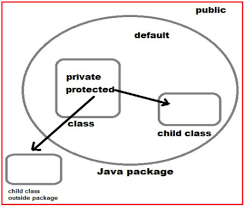 public
default
private
protected
class
child class
Java package
child class
outside package